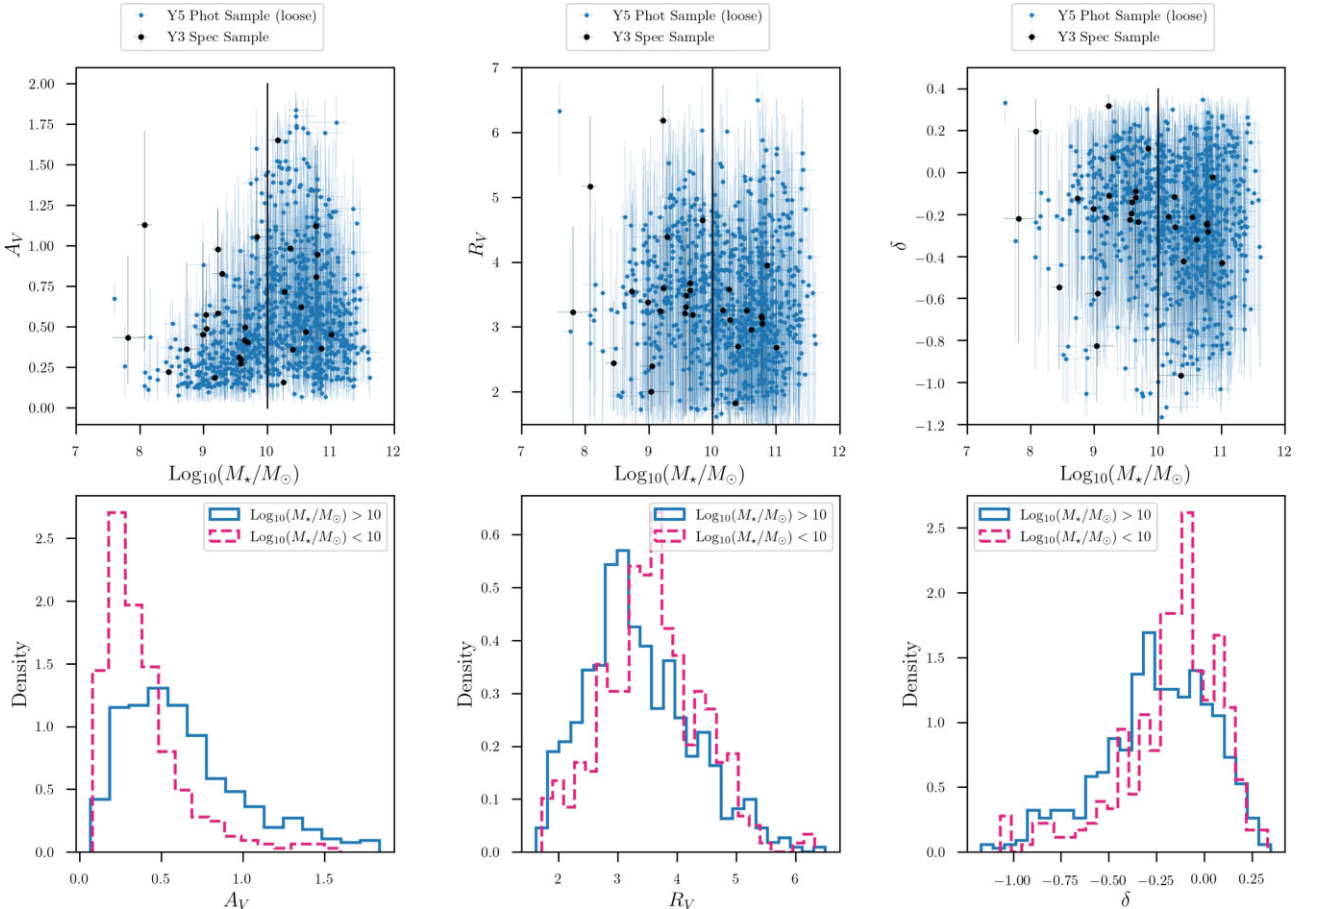 Y5 Phot Sample (loose)
Y3 Spec Sample
Y5 Phot Sample (loose)
Y3 Spec Sample
Y5 Phot Sample (loose)
Y3 Spec Sample
2.00
1.75
1.50
1.25
1.00
0.75
0.50
0.25
0.00
A_V
7 8 9 10 11 12
Log₁₀(M⋆/M⊙)
7
6
5
4
3
2
R_V
7 8 9 10 11 12
Log₁₀(M⋆/M⊙)
0.4
0.2
0.0
−0.2
−0.4
−0.6
−0.8
−1.0
−1.2
δ
7 8 9 10 11 12
Log₁₀(M⋆/M⊙)
Log₁₀(M⋆/M⊙) > 10
Log₁₀(M⋆/M⊙) < 10
2.5
2.0
1.5
1.0
0.5
0.0
Density
0.0 0.5 1.0 1.5
A_V
Log₁₀(M⋆/M⊙) > 10
Log₁₀(M⋆/M⊙) < 10
0.6
0.5
0.4
0.3
0.2
0.1
0.0
Density
2 3 4 5 6
R_V
Log₁₀(M⋆/M⊙) > 10
Log₁₀(M⋆/M⊙) < 10
2.5
2.0
1.5
1.0
0.5
0.0
Density
−1.00 −0.75 −0.50 −0.25 0.00 0.25
δ